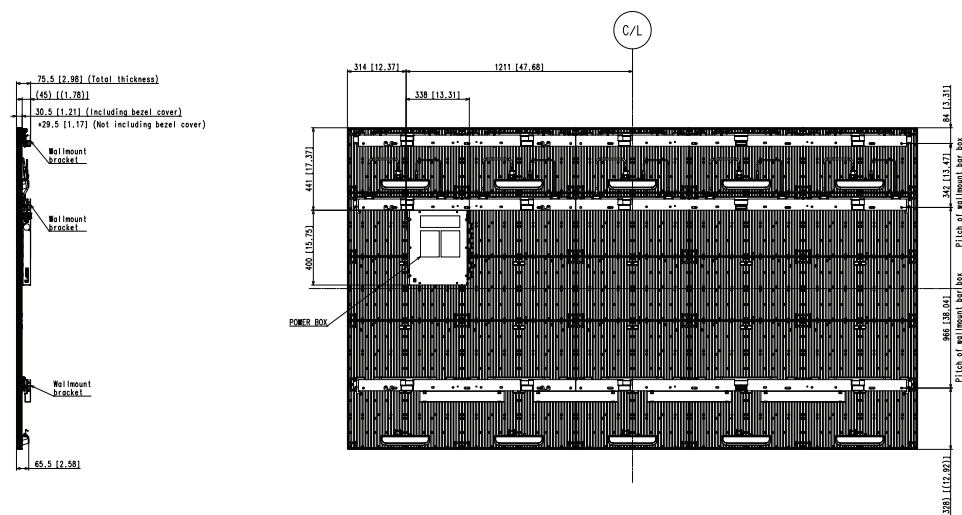 C/L
75.5 [2.98] (Total thickness)
(45) [(1.78)]
30.5 [1.21] (Including bezel cover)
*29.5 [1.17] (Not including bezel cover)
Wallmount
bracket
Wallmount
bracket
Wallmount
bracket
65.5 [2.58]
314 [12.37]
1211 [47.68]
338 [13.31]
84 [3.31]
441 [17.37]
342 [13.47]
Pitch of wallmount bar box
400 [15.75]
POWER BOX
966 [38.04]
Pitch of wallmount bar box
328) [(12.92)]